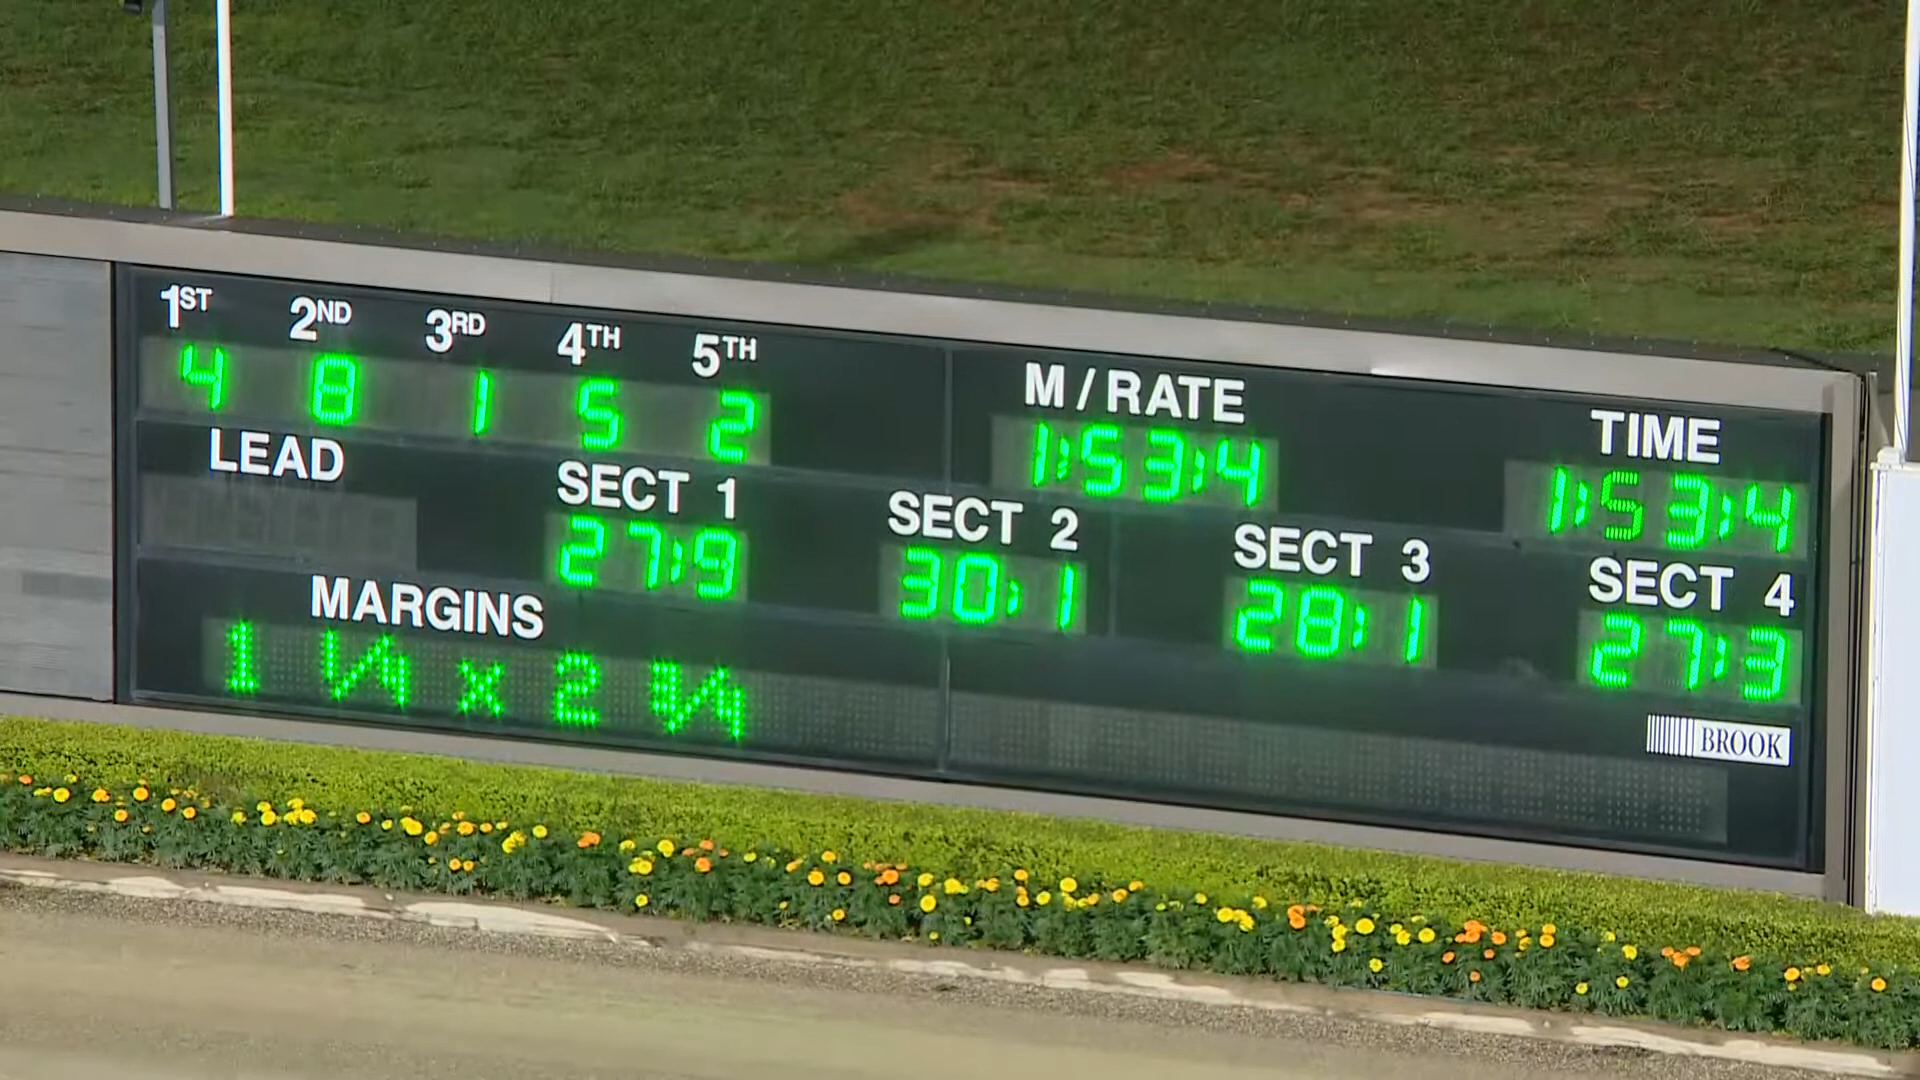 1ST 2ND 3RD 4TH 5TH M / RATE TIME
4 8 1 5 2 1:53:4 1:53:4
LEAD SECT 1 SECT 2 SECT 3 SECT 4
27:9 30:1 28:1 27:3
MARGINS
1 1/4 x 2 3/4
BROOK